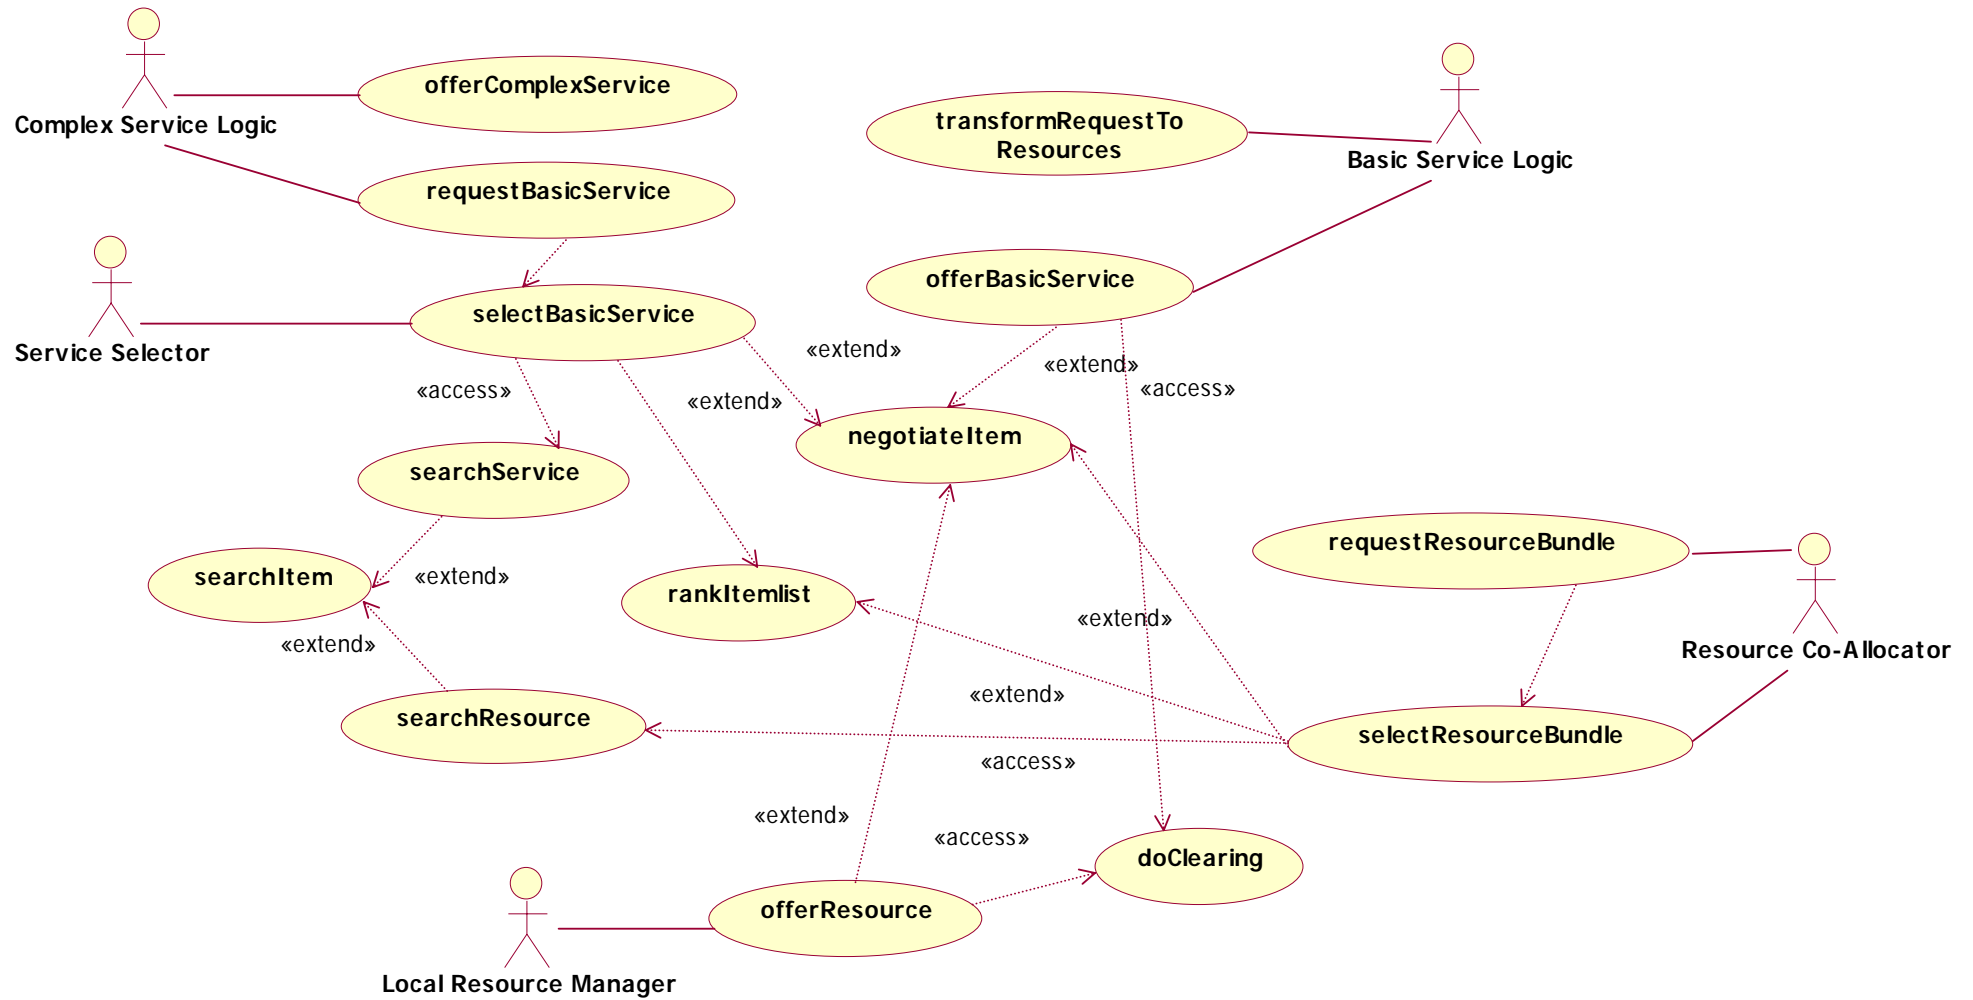 offerComplexService
Complex Service Logic
transformRequestTo
Resources
Basic Service Logic
requestBasicService
offerBasicService
selectBasicService
Service Selector
«extend»
«extend»
«access»
«access»
«extend»
negotiateItem
searchService
requestResourceBundle
searchItem
«extend»
rankItemlist
«extend»
«extend»
Resource Co-Allocator
«extend»
searchResource
selectResourceBundle
«access»
«extend»
«access»
doClearing
offerResource
Local Resource Manager